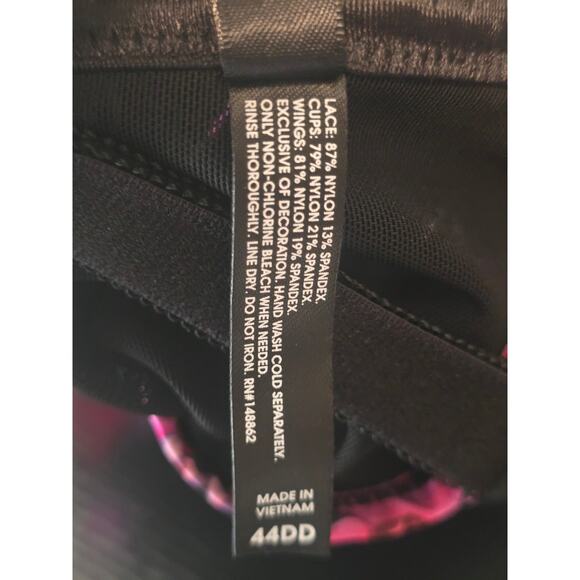 LACE: 87% NYLON 13% SPANDEX
CUPS: 79% NYLON 21% SPANDEX.
WINGS: 81% NYLON 19% SPANDEX.
EXCLUSIVE OF DECORATION. HAND WASH COLD SEPARATELY.
ONLY NON-CHLORINE BLEACH WHEN NEEDED.
RINSE THOROUGHLY. LINE DRY. DO NOT IRON. RN#148862
MADE IN
VIETNAM
44DD